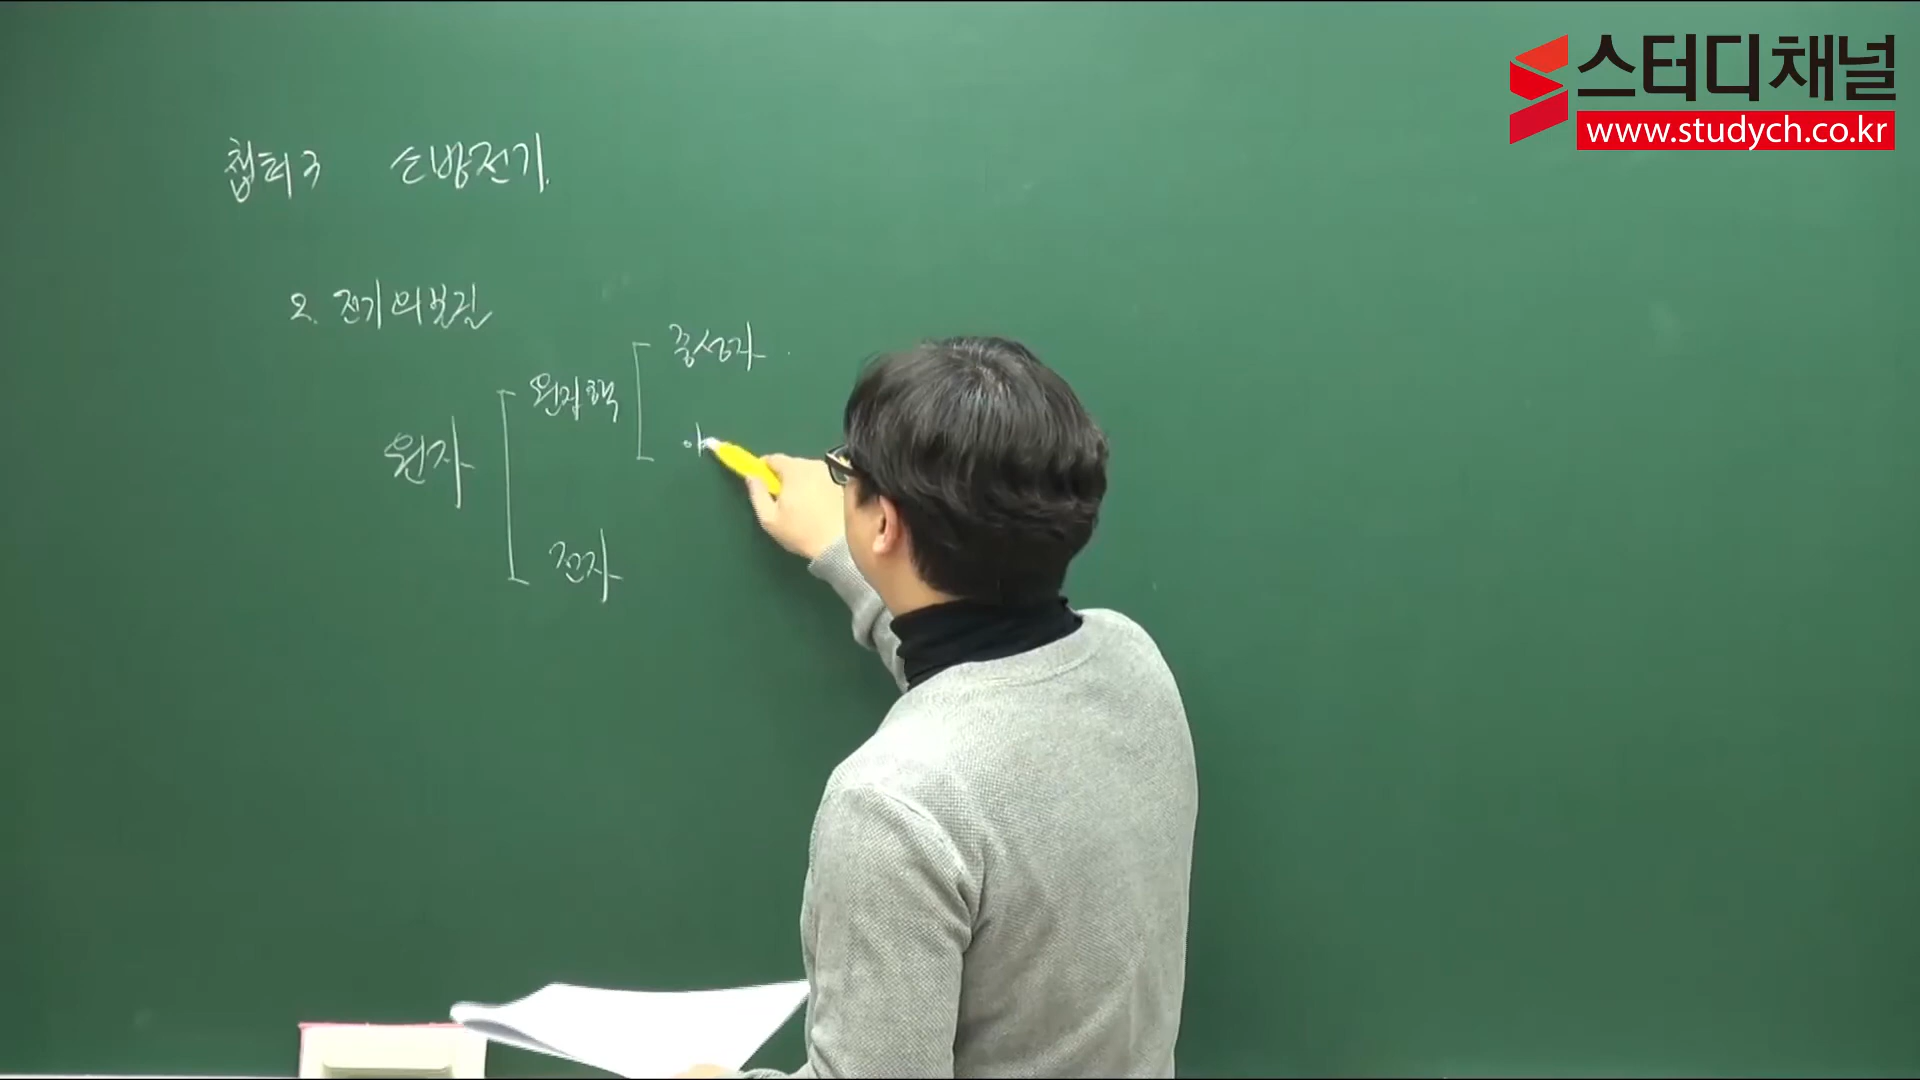 스터디채널
www.studych.co.kr
챕터3 소방전기.
2. 전기의본질
중성자
원자핵
원자
전자